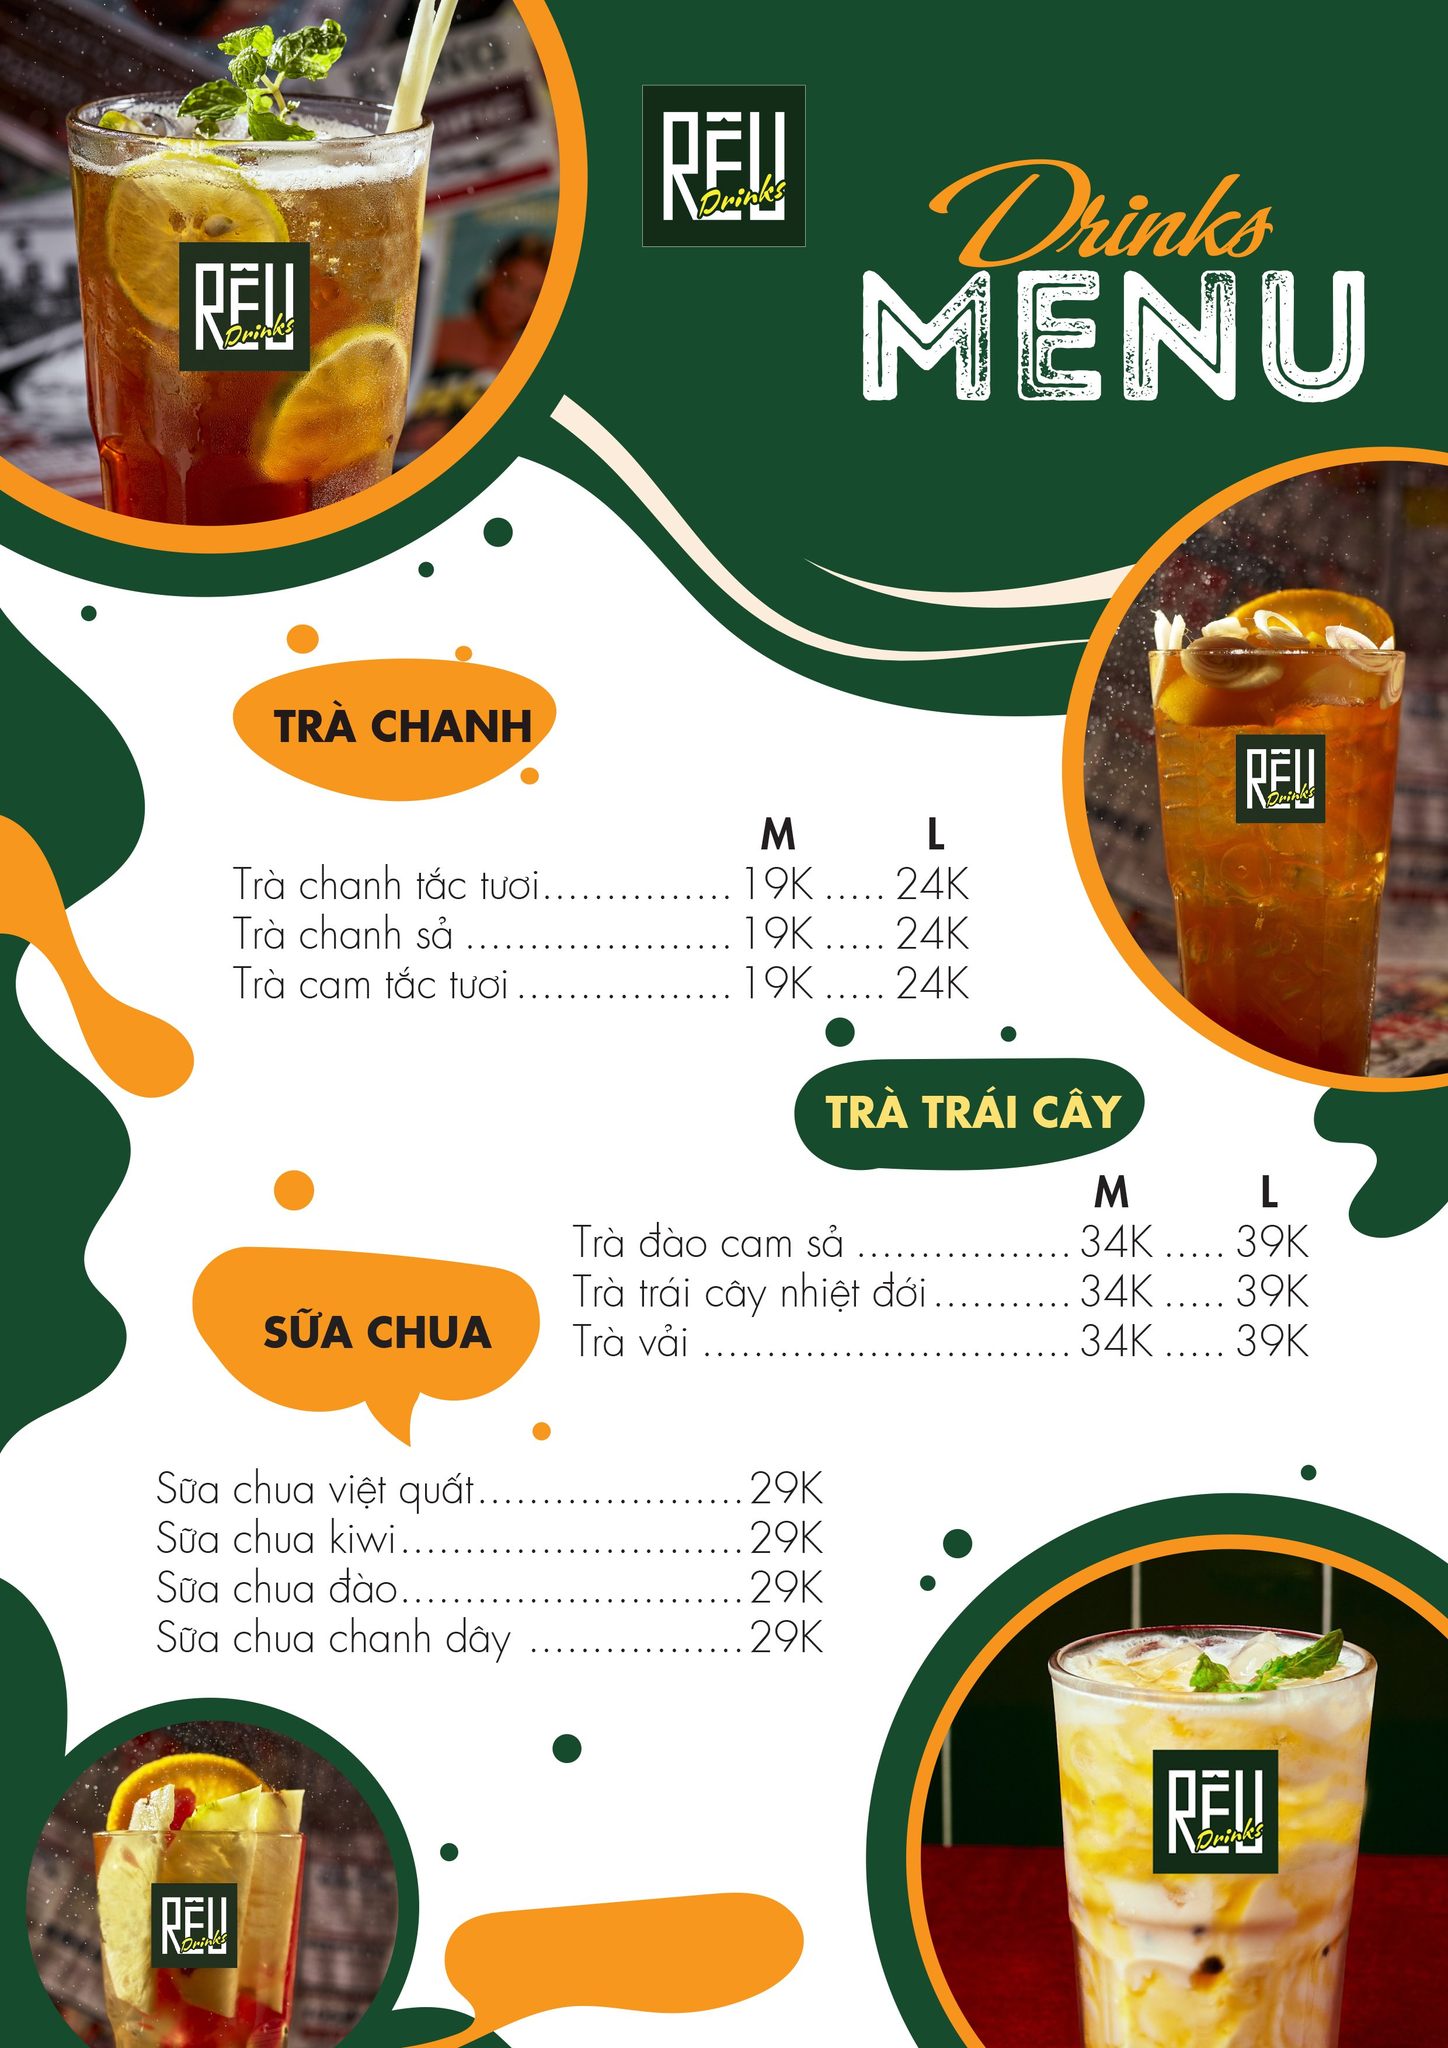 RÊU
Drinks
RÊU
Drinks
Drinks
MENU
RÊU
Drinks
TRÀ CHANH
M L
Trà chanh tắc tươi............... 19K ..... 24K
Trà chanh sả ..................... 19K ..... 24K
Trà cam tắc tươi ................. 19K ..... 24K
TRÀ TRÁI CÂY
M L
Trà đào cam sả ................. 34K ..... 39K
Trà trái cây nhiệt đới........... 34K ..... 39K
Trà vải ............................. 34K ..... 39K
SỮA CHUA
Sữa chua việt quất..................... 29K
Sữa chua kiwi........................... 29K
Sữa chua đào........................... 29K
Sữa chua chanh dây ................. 29K
RÊU
Drinks
RÊU
Drinks